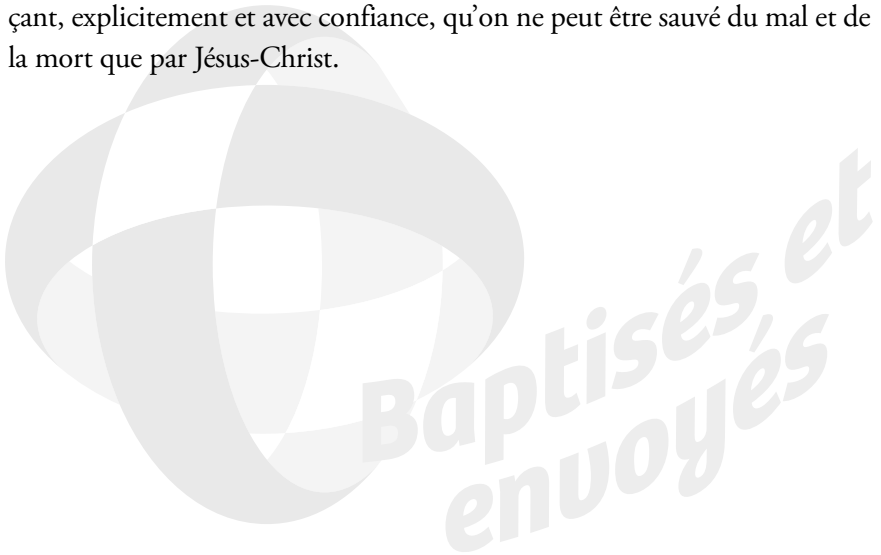 çant, explicitement et avec confiance, qu’on ne peut être sauvé du mal et de
la mort que par Jésus-Christ.
Baptisés et
envoyés